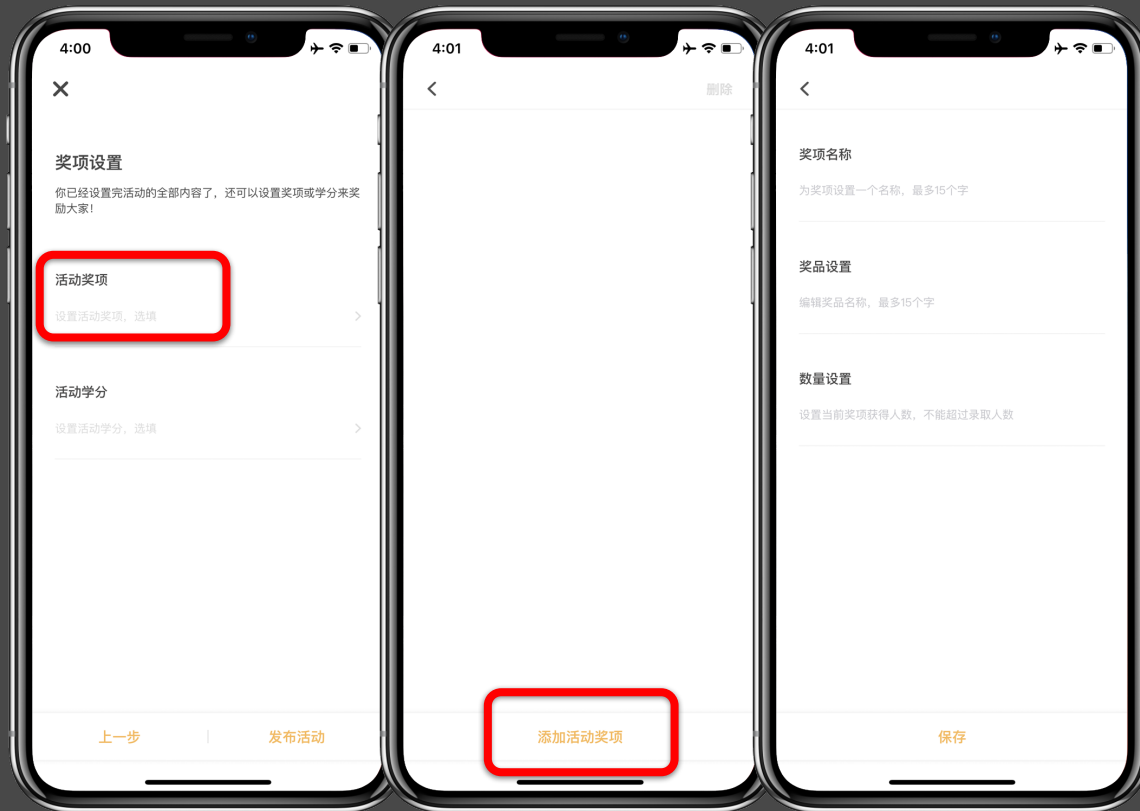 4:00
奖项设置
你已经设置完活动的全部内容了，还可以设置奖项或学分来奖
励大家！
活动奖项
设置活动奖项，选填
活动学分
设置活动学分，选填
上一步
发布活动
4:01
删除
添加活动奖项
4:01
奖项名称
为奖项设置一个名称，最多15个字
奖品设置
编辑奖品名称，最多15个字
数量设置
设置当前奖项获得人数，不能超过录取人数
保存